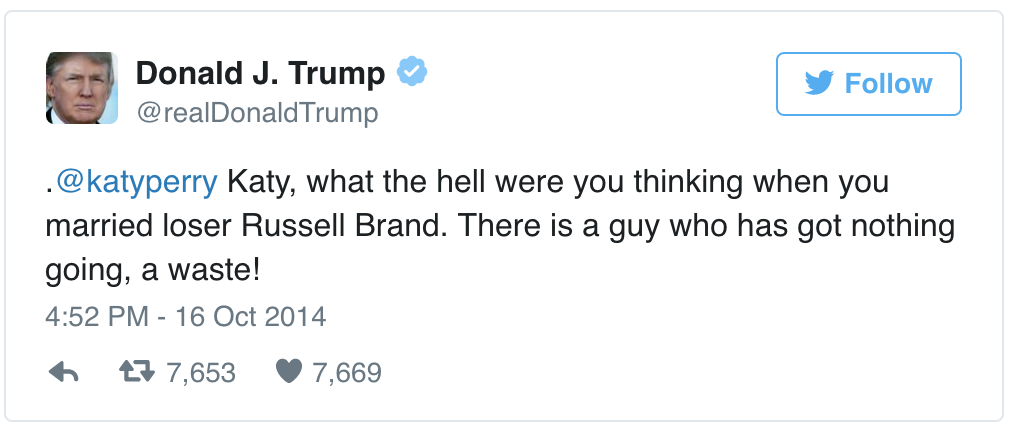 Donald J. Trump
@realDonaldTrump
Follow
.@katyperry Katy, what the hell were you thinking when you
married loser Russell Brand. There is a guy who has got nothing
going, a waste!
4:52 PM - 16 Oct 2014
7,653 7,669